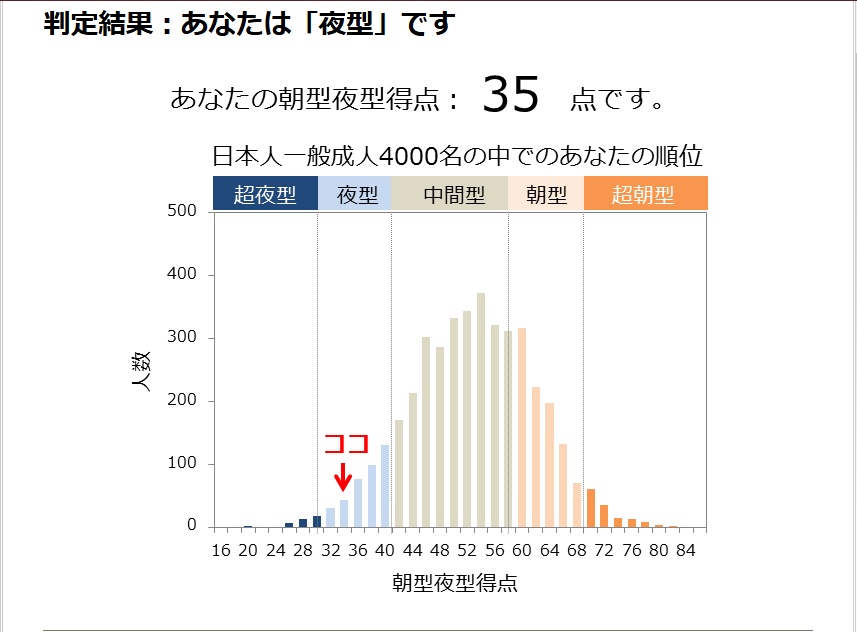 判定結果：あなたは「夜型」です
あなたの朝型夜型得点： 35 点です。
日本人一般成人4000名の中でのあなたの順位
超夜型 夜型 中間型 朝型 超朝型
500
400
300
200
100
0
人数
ココ
16 20 24 28 32 36 40 44 48 52 56 60 64 68 72 76 80 84
朝型夜型得点